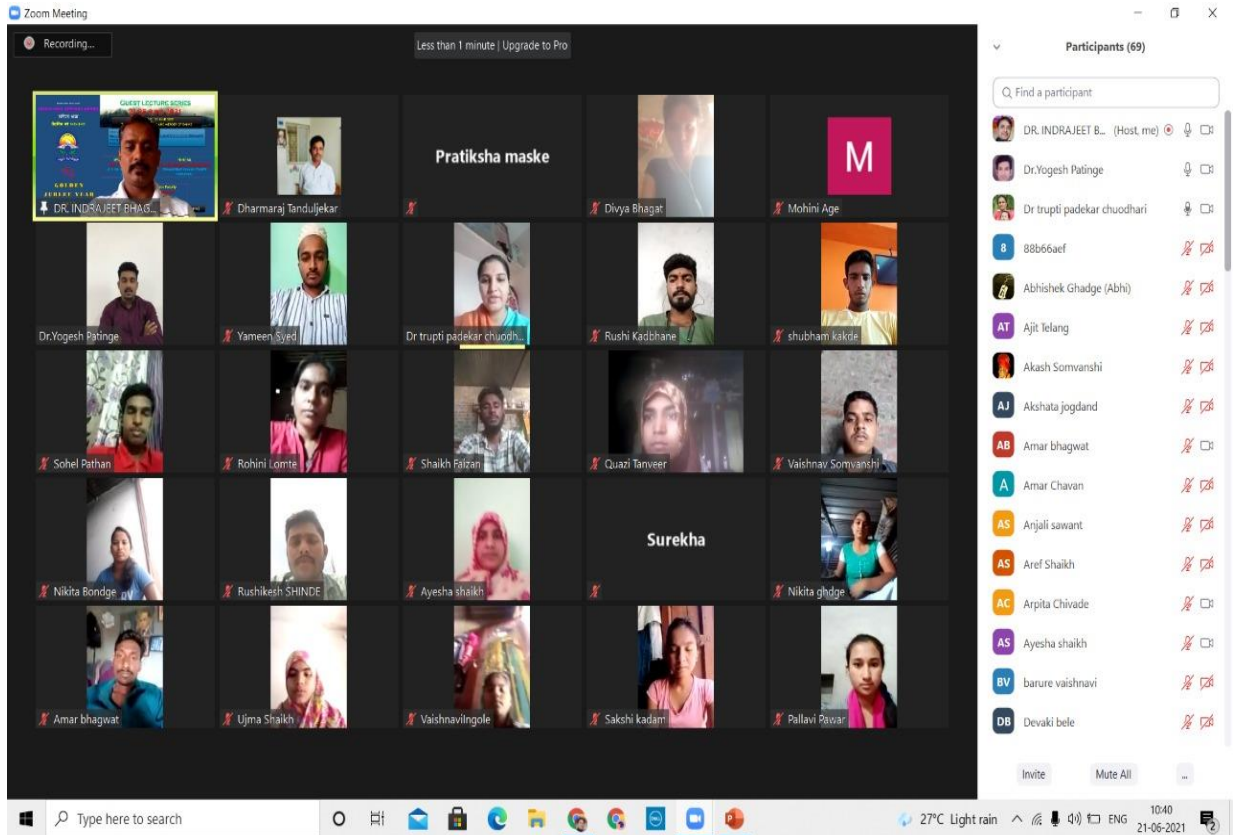 Zoom Meeting
Recording...
Less than 1 minute | Upgrade to Pro
GUEST LECTURE SERIES
GOLDEN
JUBILEE YEAR
DR. INDRAJEET BHAG...
Dharmaraj Tanduljekar
Pratiksha maske
Divya Bhagat
M
Mohini Age
Dr.Yogesh Patinge
Yameen Syed
Dr trupti padekar chuodh...
Rushi Kadbhane
shubham kakde
Sohel Pathan
Rohini Lomte
Shaikh Faizan
Quazi Tanveer
Vaishnav Somvanshi
Nikita Bondge
Rushikesh SHINDE
Ayesha shaikh
Surekha
Nikita ghdge
Amar bhagwat
Ujma Shaikh
VaishnaviIngole
Sakshi kadam
Pallavi Pawar
Participants (69)
Find a participant
DR. INDRAJEET B... (Host, me)
Dr.Yogesh Patinge
Dr trupti padekar chuodhari
8 88b66aef
Abhishek Ghadge (Abhi)
AT Ajit Telang
Akash Somvanshi
AJ Akshata jogdand
AB Amar bhagwat
A Amar Chavan
AS Anjali sawant
AS Aref Shaikh
AC Arpita Chivade
AS Ayesha shaikh
BV barure vaishnavi
DB Devaki bele
Invite Mute All ...
Type here to search
27°C Light rain
ENG
10:40
21-06-2021
2